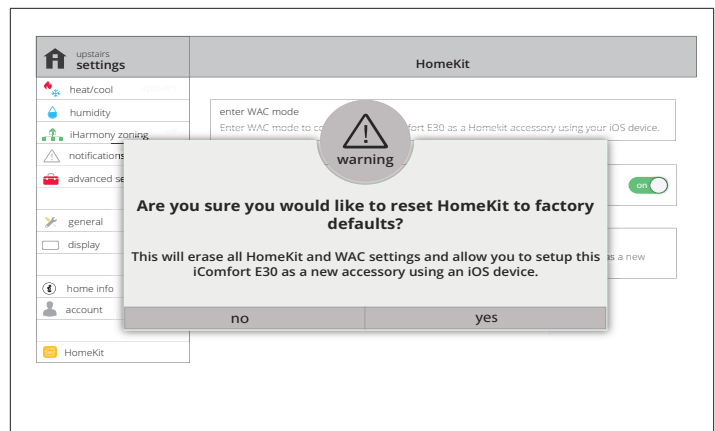 upstairs
settings
HomeKit
heat/cool
humidity
iHarmony zoning
notifications
advanced se
general
display
home info
account
HomeKit
enter WAC mode
Enter WAC mode to co fort E30 as a HomeKit accessory using your iOS device.
on
as a new
warning
Are you sure you would like to reset HomeKit to factory
defaults?
This will erase all HomeKit and WAC settings and allow you to setup this
iComfort E30 as a new accessory using an iOS device.
no
yes